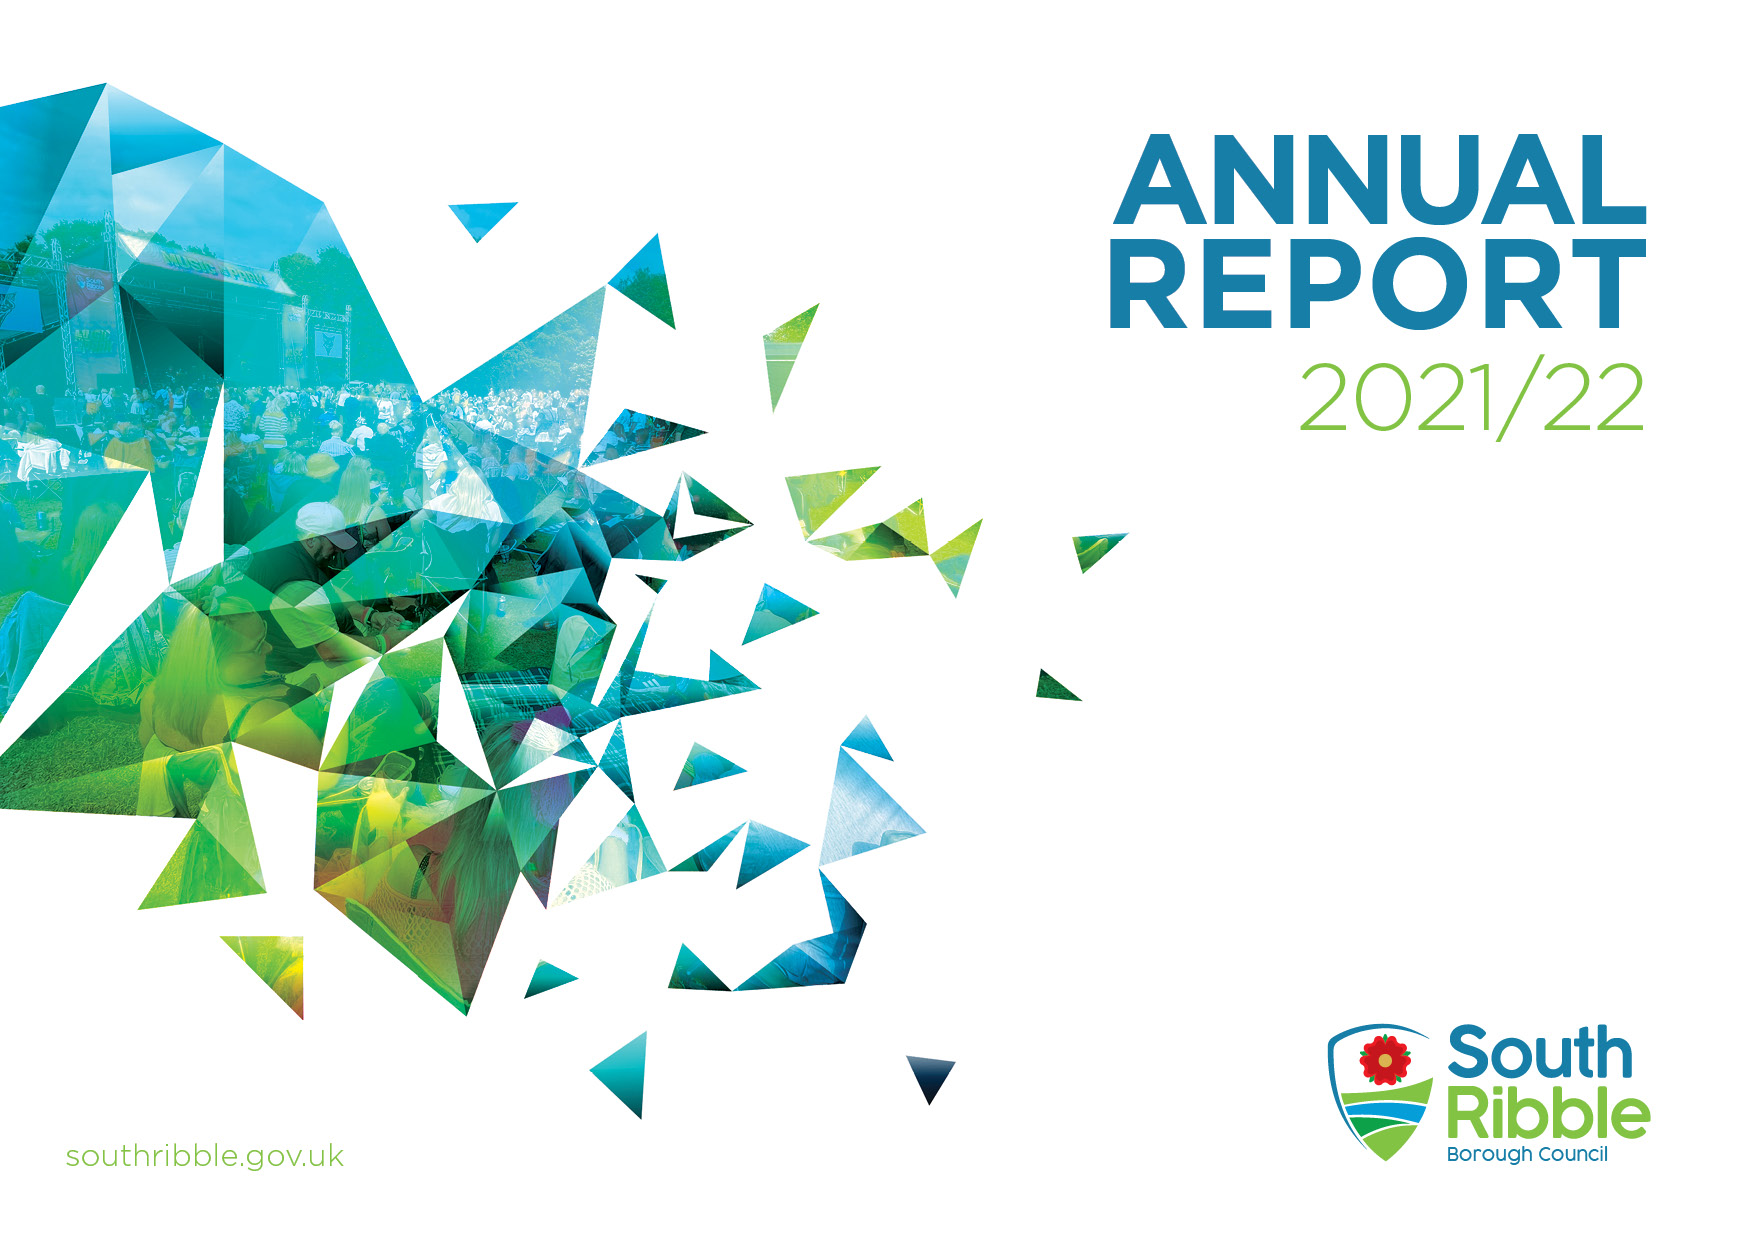 ANNUAL
REPORT
2021/22
South
Ribble
Borough Council
southribble.gov.uk